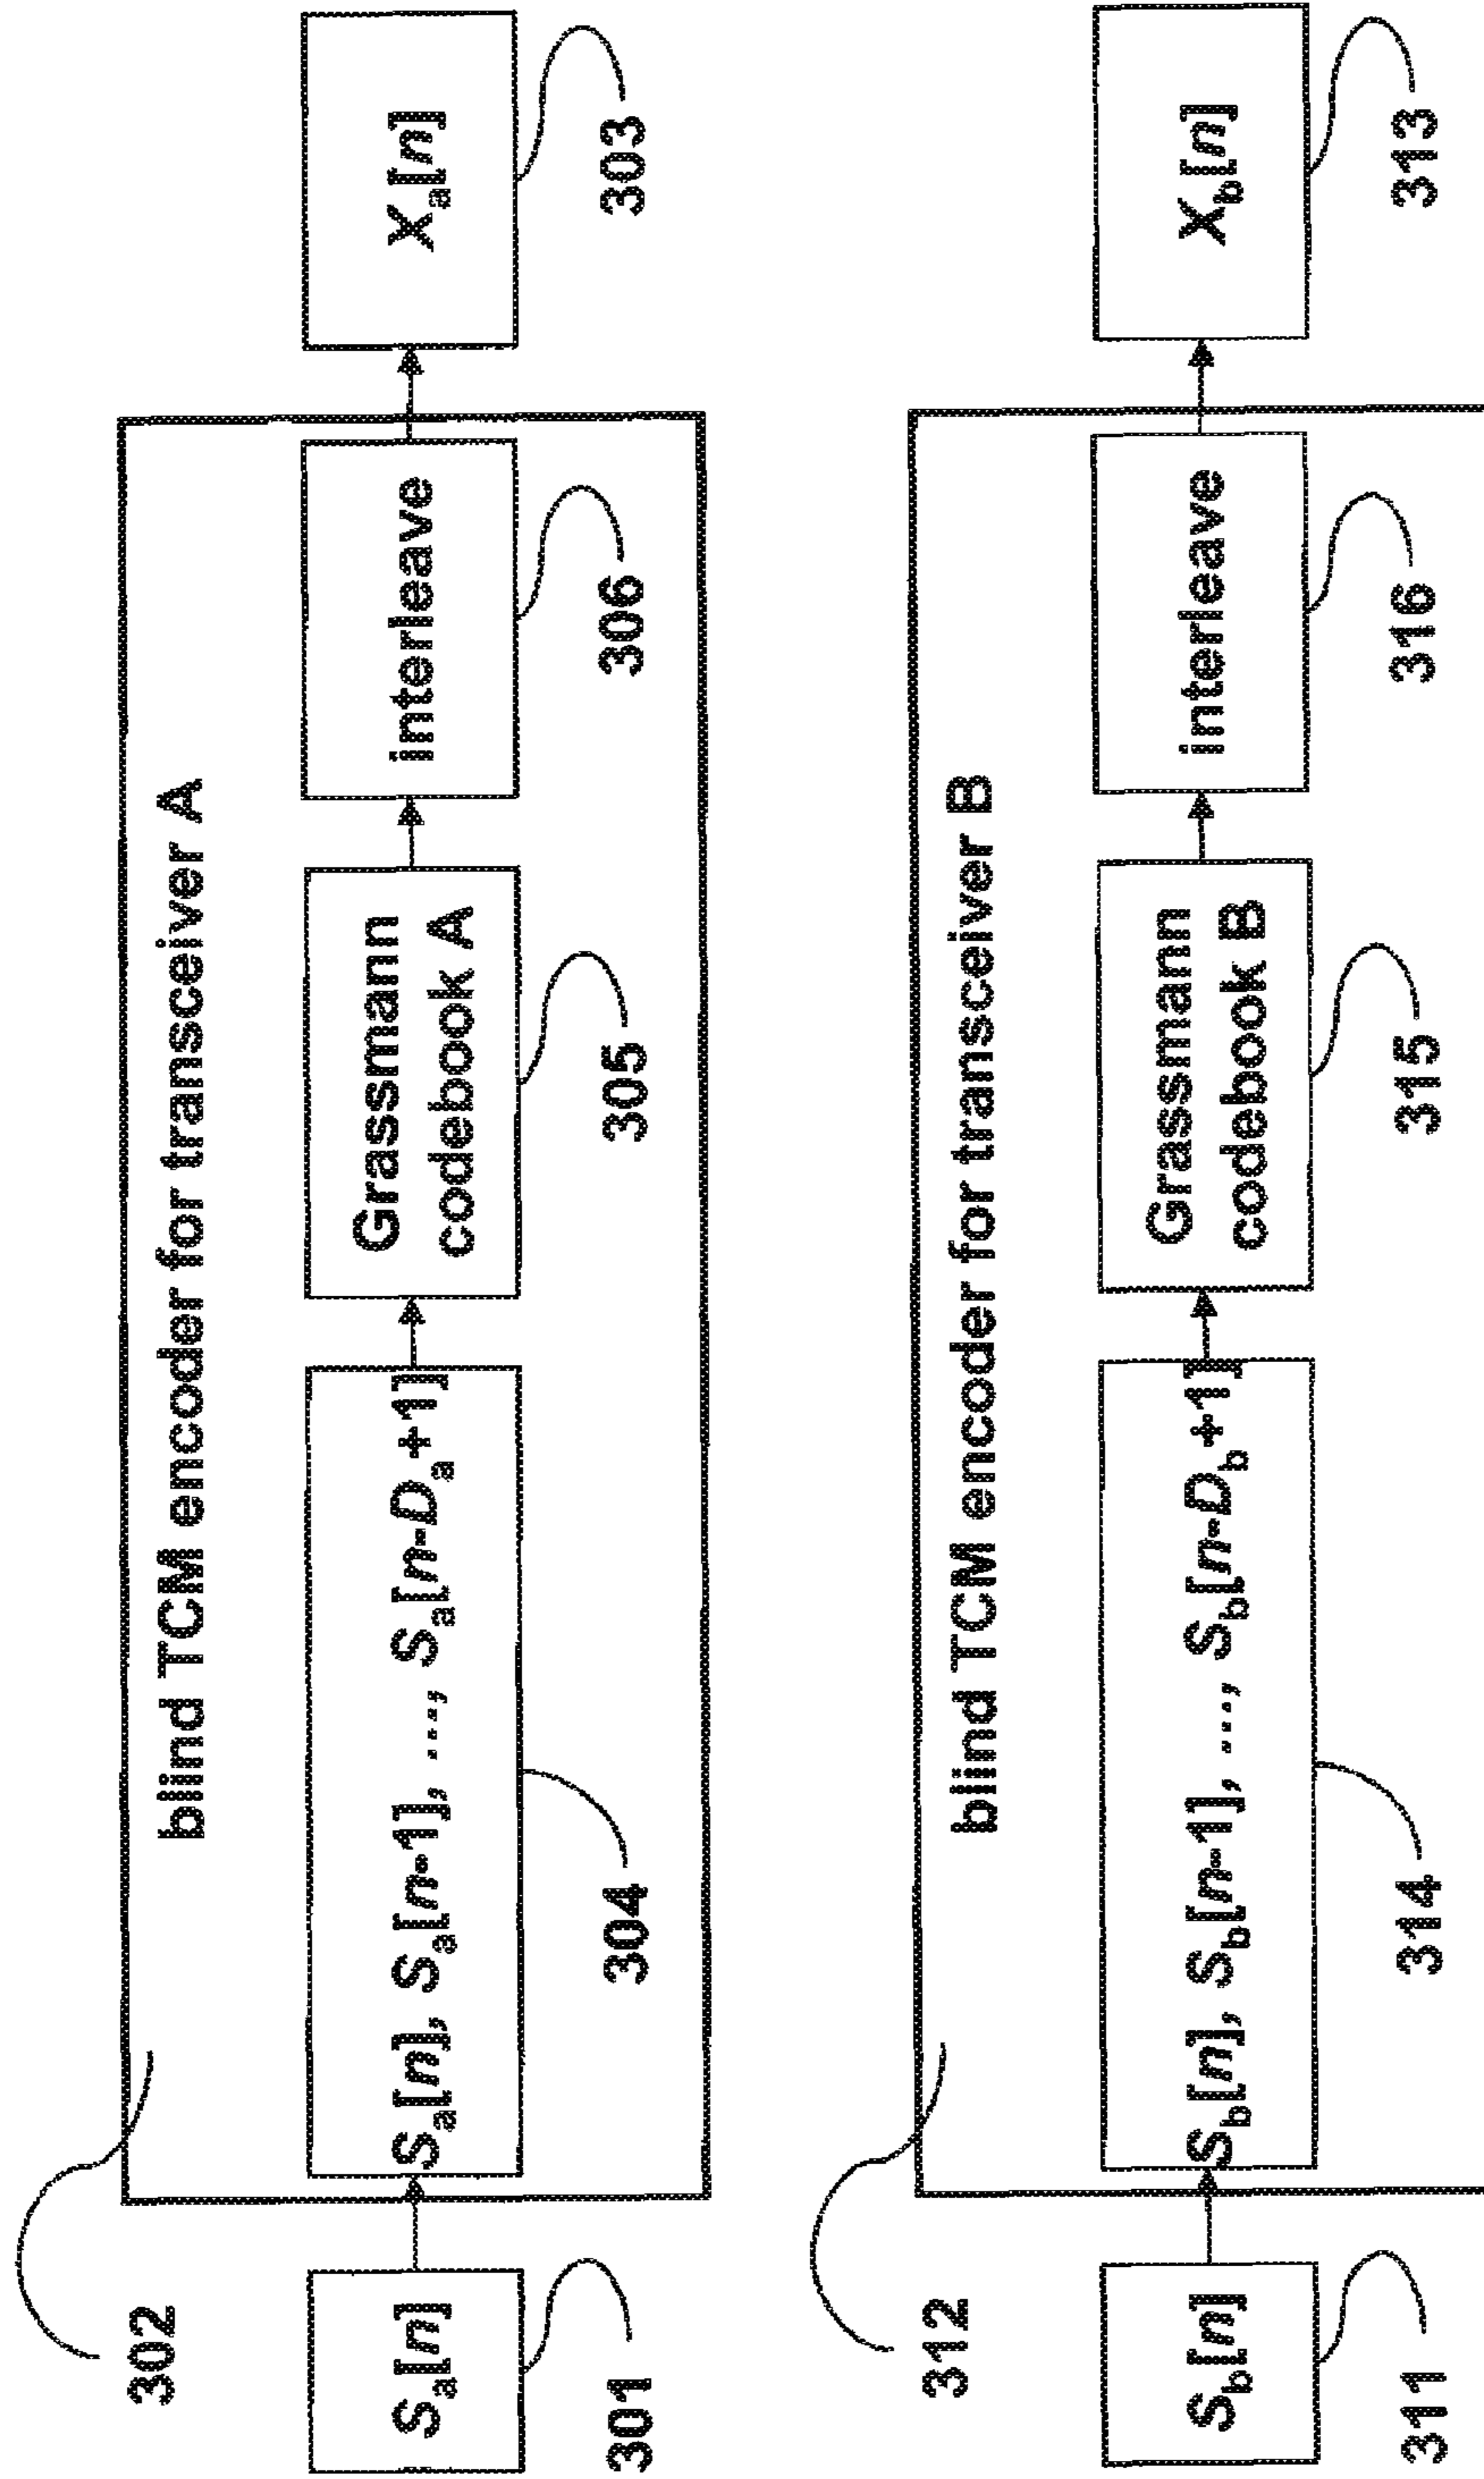 302
blind TCM encoder for transceiver A
Sa[n]
Sa[n], Sa[n-1], ..., Sa[n-Da+1]
Grassmann
codebook A
interleave
Xa[n]
301
304
305
306
303
312
blind TCM encoder for transceiver B
Sb[n]
Sb[n], Sb[n-1], ..., Sb[n-Db+1]
Grassmann
codebook B
interleave
Xb[n]
311
314
315
316
313